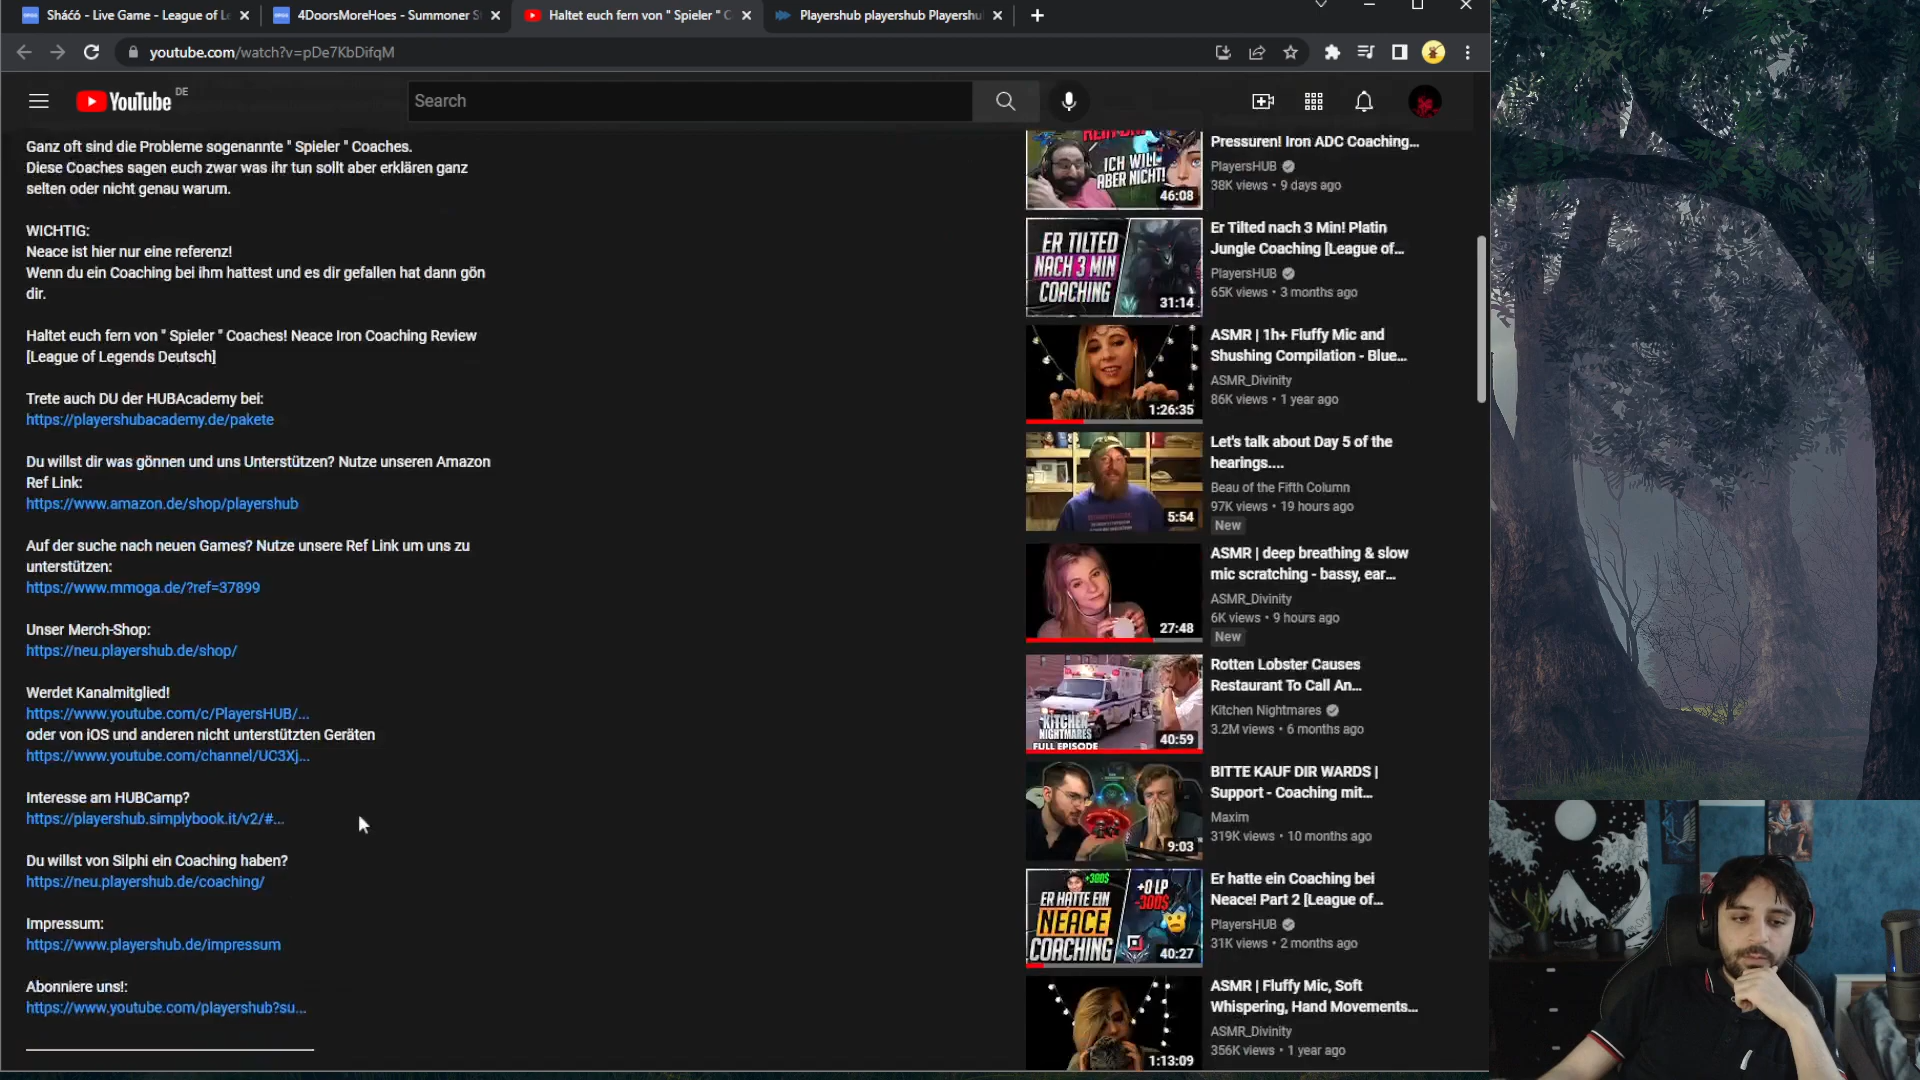 Sháćó - Live Game - League of L
4DoorsMoreHoes - Summoner S
Haltet euch fern von " Spieler " C
Playershub playershub Playershu
youtube.com/watch?v=pDe7KbDifqM
YouTube DE
Search
Ganz oft sind die Probleme sogenannte " Spieler " Coaches.
Diese Coaches sagen euch zwar was ihr tun sollt aber erklären ganz
selten oder nicht genau warum.
WICHTIG:
Neace ist hier nur eine referenz!
Wenn du ein Coaching bei ihm hattest und es dir gefallen hat dann gön
dir.
Haltet euch fern von " Spieler " Coaches! Neace Iron Coaching Review
[League of Legends Deutsch]
Trete auch DU der HUBAcademy bei:
https://playershubacademy.de/pakete
Du willst dir was gönnen und uns Unterstützen? Nutze unseren Amazon
Ref Link:
https://www.amazon.de/shop/playershub
Auf der suche nach neuen Games? Nutze unsere Ref Link um uns zu
unterstützen:
https://www.mmoga.de/?ref=37899
Unser Merch-Shop:
https://neu.playershub.de/shop/
Werdet Kanalmitglied!
https://www.youtube.com/c/PlayersHUB/...
oder von iOS und anderen nicht unterstützten Geräten
https://www.youtube.com/channel/UC3Xj...
Interesse am HUBCamp?
https://playershub.simplybook.it/v2/#...
Du willst von Silphi ein Coaching haben?
https://neu.playershub.de/coaching/
Impressum:
https://www.playershub.de/impressum
Abonniere uns!:
https://www.youtube.com/playershub?su...
ICH WILL
ABER NICHT!
46:08
Pressuren! Iron ADC Coaching...
PlayersHUB
38K views • 9 days ago
ER TILTED
NACH 3 MIN
COACHING
31:14
Er Tilted nach 3 Min! Platin
Jungle Coaching [League of...
PlayersHUB
65K views • 3 months ago
1:26:35
ASMR | 1h+ Fluffy Mic and
Shushing Compilation - Blue...
ASMR_Divinity
86K views • 1 year ago
5:54
Let's talk about Day 5 of the
hearings....
Beau of the Fifth Column
97K views • 19 hours ago
New
27:48
ASMR | deep breathing & slow
mic scratching - bassy, ear...
ASMR_Divinity
6K views • 9 hours ago
New
KITCHEN
NIGHTMARES
FULL EPISODE
40:59
Rotten Lobster Causes
Restaurant To Call An...
Kitchen Nightmares
3.2M views • 6 months ago
9:03
BITTE KAUF DIR WARDS |
Support - Coaching mit...
Maxim
319K views • 10 months ago
+300$
ER HATTE EIN
NEACE
COACHING
+0 LP
-300$
40:27
Er hatte ein Coaching bei
Neace! Part 2 [League of...
PlayersHUB
31K views • 2 months ago
1:13:09
ASMR | Fluffy Mic, Soft
Whispering, Hand Movements...
ASMR_Divinity
356K views • 1 year ago